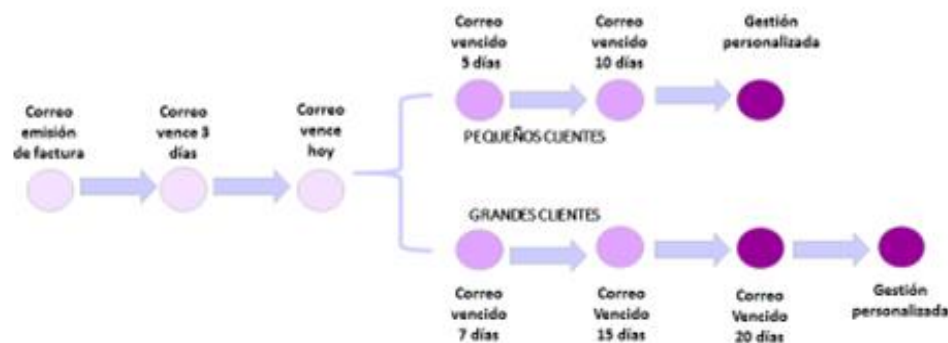 Correo
vencido
5 días
Correo
vencido
10 días
Gestión
personalizada
Correo
emisión
de factura
Correo
vence 3
días
Correo
vence
hoy
PEQUEÑOS CLIENTES
GRANDES CLIENTES
Correo
vencido
7 días
Correo
Vencido
15 días
Correo
Vencido
20 días
Gestión
personalizada